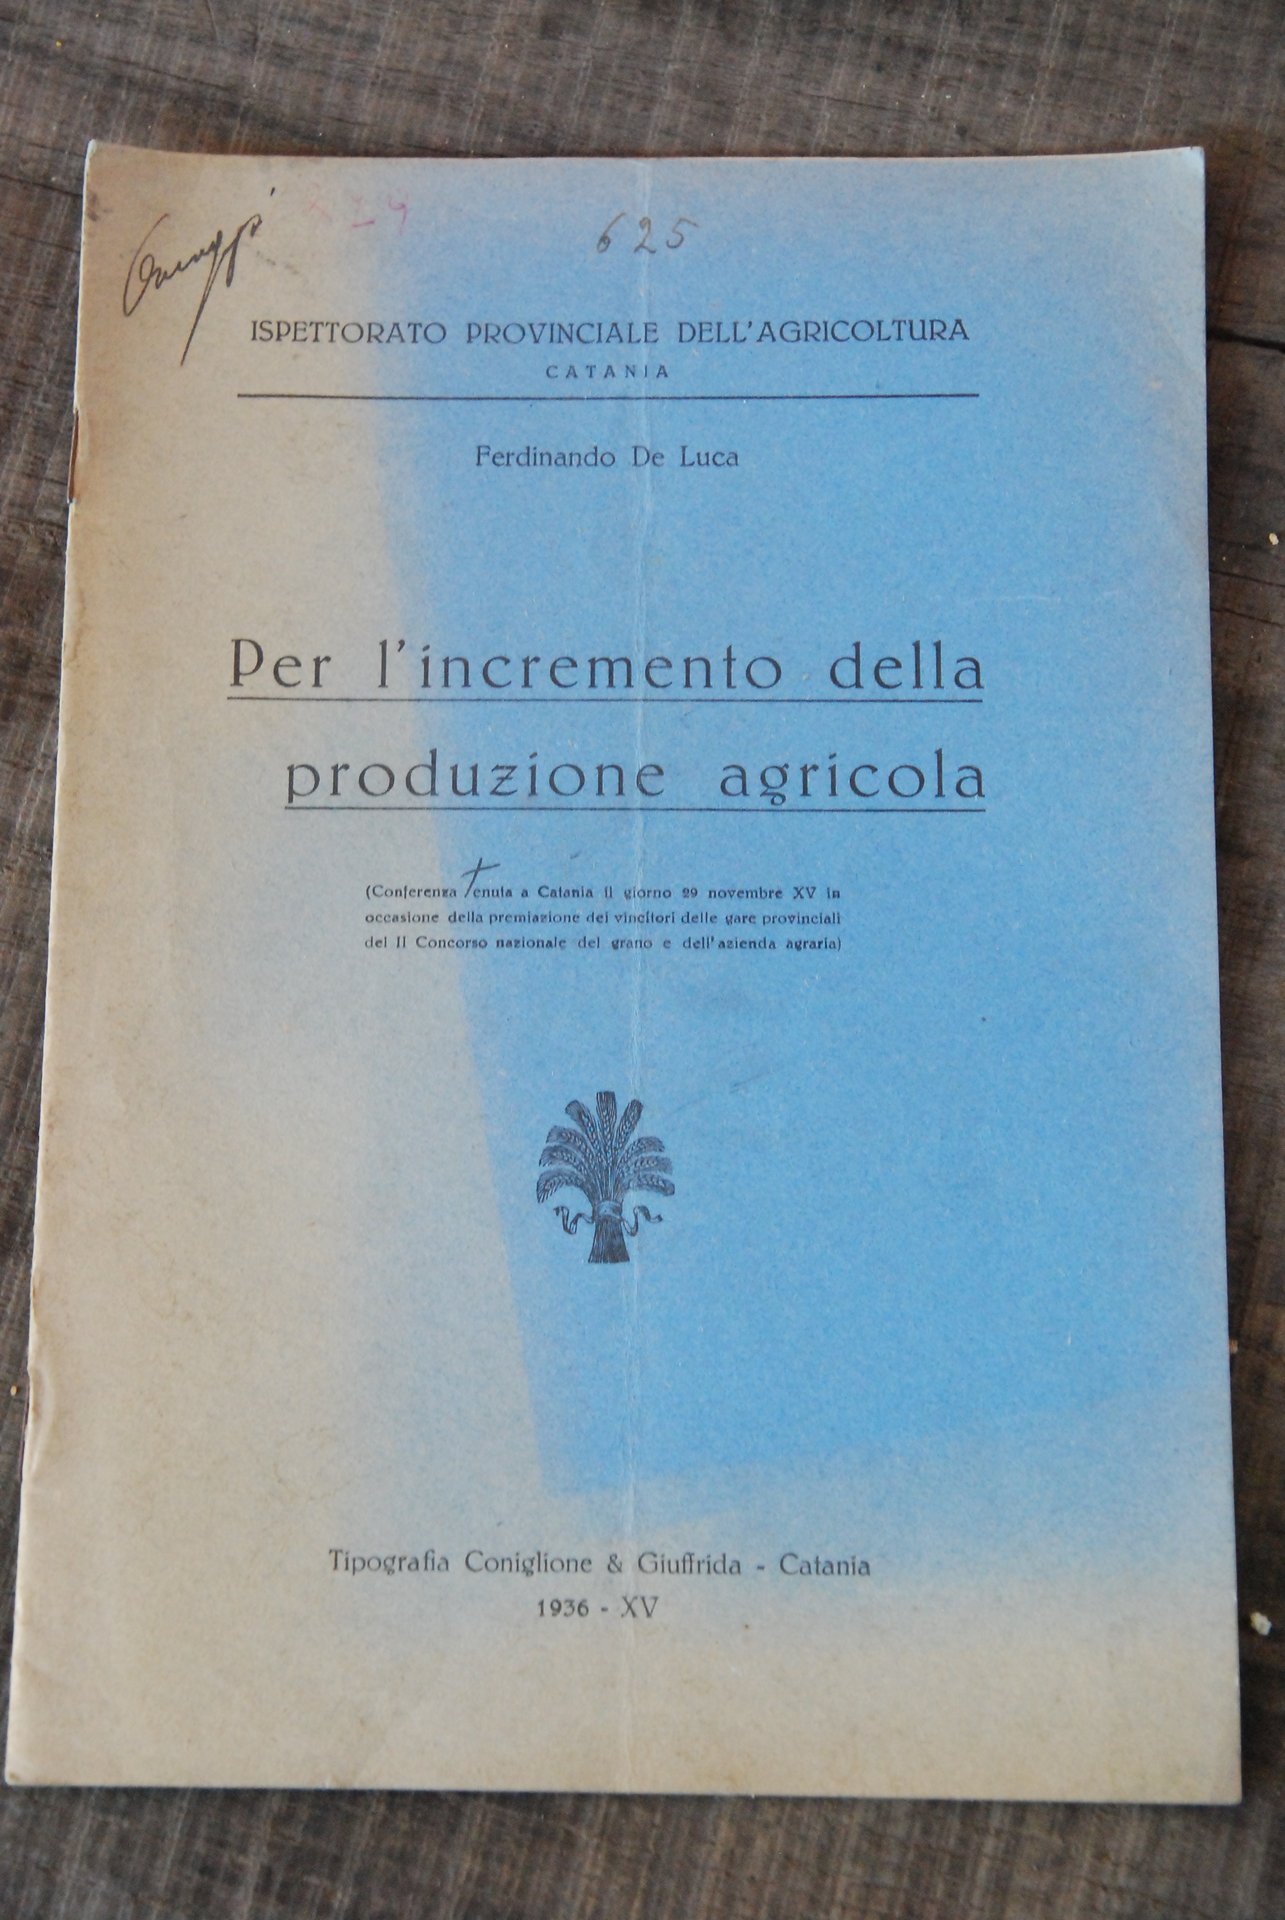 625
ISPETTORATO PROVINCIALE DELL'AGRICOLTURA
CATANIA
Ferdinando De Luca
Per l'incremento della
produzione agricola
(Conferenza tenuta a Catania il giorno 29 novembre XV in
occasione della premiazione dei vincitori delle gare provinciali
del II Concorso nazionale del grano e dell'azienda agraria)
Tipografia Coniglione & Giuffrida - Catania
1936 - XV